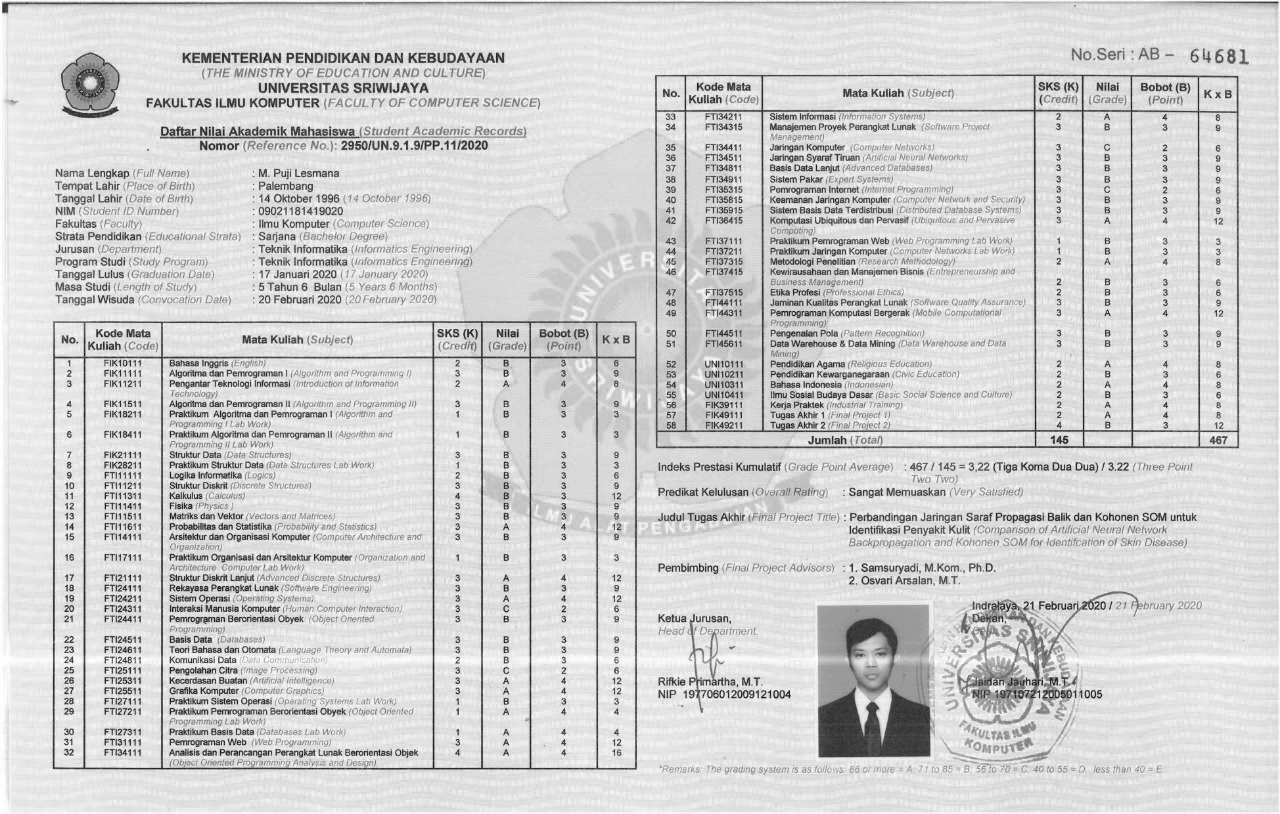 KEMENTERIAN PENDIDIKAN DAN KEBUDAYAAN
(THE MINISTRY OF EDUCATION AND CULTURE)
UNIVERSITAS SRIWIJAYA
FAKULTAS ILMU KOMPUTER (FACULTY OF COMPUTER SCIENCE)
Daftar Nilai Akademik Mahasiswa (Student Academic Records)
Nomor (Reference No.): 2950/UN.9.1.9/PP.11/2020
Nama Lengkap (Full Name) : M. Puji Lesmana
Tempat Lahir (Place of Birth) : Palembang
Tanggal Lahir (Date of Birth) : 14 Oktober 1996 (14 October 1996)
NIM (Student ID Number) : 09021181419020
Fakultas (Faculty) : Ilmu Komputer (Computer Science)
Strata Pendidikan (Educational Strata) : Sarjana (Bachelor Degree)
Jurusan (Department) : Teknik Informatika (Informatics Engineering)
Program Studi (Study Program) : Teknik Informatika (Informatics Engineering)
Tanggal Lulus (Graduation Date) : 17 Januari 2020 (17 January 2020)
Masa Studi (Length of Study) : 5 Tahun 6 Bulan (5 Years 6 Months)
Tanggal Wisuda (Convocation Date) : 20 Februari 2020 (20 February 2020)
No. Kode Mata Kuliah (Code) Mata Kuliah (Subject) SKS (K) (Credit) Nilai (Grade) Bobot (B) (Point) K x B
1 FIK10111 Bahasa Inggris (English) 2 B 3 6
2 FIK11111 Algoritma dan Pemrograman I (Algorithm and Programming I) 3 B 3 9
3 FIK11211 Pengantar Teknologi Informasi (Introduction of Information 2 A 4 8
Technology)
4 FIK11511 Algoritma dan Pemrograman II (Algorithm and Programming II) 3 B 3 9
5 FIK18211 Praktikum Algoritma dan Pemrograman I (Algorithm and 1 B 3 3
Programming I Lab Work)
6 FIK18411 Praktikum Algoritma dan Pemrograman II (Algorithm and 1 B 3 3
Programming II Lab Work)
7 FIK21111 Struktur Data (Data Structures) 3 B 3 9
8 FIK28211 Praktikum Struktur Data (Data Structures Lab Work) 1 B 3 3
9 FTI11111 Logika Informatika (Logics) 2 B 3 6
10 FTI11211 Struktur Diskrit (Discrete Structures) 3 B 3 9
11 FTI11311 Kalkulus (Calculus) 4 B 3 12
12 FTI11411 Fisika (Physics ) 3 B 3 9
13 FTI11511 Matriks dan Vektor (Vectors and Matrices) 3 B 3 9
14 FTI11611 Probabilitas dan Statistika (Probability and Statistics) 3 A 4 12
15 FTI14111 Arsitektur dan Organisasi Komputer (Computer Architecture and 3 B 3 9
Organization)
16 FTI17111 Praktikum Organisasi dan Arsitektur Komputer (Organization and 1 B 3 3
Architecture Computer Lab Work)
17 FTI21111 Struktur Diskrit Lanjut (Advanced Discrete Structures) 3 A 4 12
18 FTI24111 Rekayasa Perangkat Lunak (Software Engineering) 3 B 3 9
19 FTI24211 Sistem Operasi (Operating Systems) 3 A 4 12
20 FTI24311 Interaksi Manusia Komputer (Human Computer Interaction) 3 C 2 6
21 FTI24411 Pemrograman Berorientasi Obyek (Object Oriented 3 B 3 9
Programming)
22 FTI24511 Basis Data (Databases) 3 B 3 9
23 FTI24611 Teori Bahasa dan Otomata (Language Theory and Automata) 3 B 3 9
24 FTI24811 Komunikasi Data (Data Communication) 2 B 3 6
25 FTI25111 Pengolahan Citra (Image Processing) 3 C 2 6
26 FTI25311 Kecerdasan Buatan (Artificial Intelligence) 3 A 4 12
27 FTI25511 Grafika Komputer (Computer Graphics) 3 A 4 12
28 FTI27111 Praktikum Sistem Operasi (Operating Systems Lab Work) 1 B 3 3
29 FTI27211 Praktikum Pemrograman Berorientasi Obyek (Object Oriented 1 A 4 4
Programming Lab Work)
30 FTI27311 Praktikum Basis Data (Databases Lab Work) 1 A 4 4
31 FTI31111 Pemrograman Web (Web Programming) 3 A 4 12
32 FTI34111 Analisis dan Perancangan Perangkat Lunak Berorientasi Objek 4 A 4 16
(Object Oriented Programming Analysis and Design)
No.Seri : AB – 64681
No. Kode Mata Kuliah (Code) Mata Kuliah (Subject) SKS (K) (Credit) Nilai (Grade) Bobot (B) (Point) K x B
33 FTI34211 Sistem Informasi (Information Systems) 2 A 4 8
34 FTI34315 Manajemen Proyek Perangkat Lunak (Software Project 3 B 3 9
Management)
35 FTI34411 Jaringan Komputer (Computer Networks) 3 C 2 6
36 FTI34511 Jaringan Syaraf Tiruan (Artificial Neural Networks) 3 B 3 9
37 FTI34811 Basis Data Lanjut (Advanced Databases) 3 B 3 9
38 FTI34911 Sistem Pakar (Expert Systems) 3 B 3 9
39 FTI35315 Pemrograman Internet (Internet Programming) 3 C 2 6
40 FTI35815 Keamanan Jaringan Komputer (Computer Network and Security) 3 B 3 9
41 FTI35915 Sistem Basis Data Terdistribusi (Distributed Database Systems) 3 B 3 9
42 FTI36415 Komputasi Ubiquitous dan Pervasif (Ubiquitous and Pervasive 3 A 4 12
Computing)
43 FTI37111 Praktikum Pemrograman Web (Web Programming Lab Work) 1 B 3 3
44 FTI37211 Praktikum Jaringan Komputer (Computer Networks Lab Work) 1 B 3 3
45 FTI37315 Metodologi Penelitian (Research Methodology) 2 A 4 8
46 FTI37415 Kewirausahaan dan Manajemen Bisnis (Entrepreneurship and
Business Management) 2 B 3 6
47 FTI37515 Etika Profesi (Professional Ethics) 2 B 3 6
48 FTI44111 Jaminan Kualitas Perangkat Lunak (Software Quality Assurance) 3 B 3 9
49 FTI44311 Pemrograman Komputasi Bergerak (Mobile Computational 3 A 4 12
Programming)
50 FTI44511 Pengenalan Pola (Pattern Recognition) 3 B 3 9
51 FTI45611 Data Warehouse & Data Mining (Data Warehouse and Data 3 B 3 9
Mining)
52 UNI10111 Pendidikan Agama (Religious Education) 2 A 4 8
53 UNI10211 Pendidikan Kewarganegaraan (Civic Education) 2 B 3 6
54 UNI10311 Bahasa Indonesia (Indonesian) 2 A 4 8
55 UNI10411 Ilmu Sosial Budaya Dasar (Basic Social Science and Culture) 2 B 3 6
56 FIK39111 Kerja Praktek (Industrial Training) 2 A 4 8
57 FIK49111 Tugas Akhir 1 (Final Project 1) 2 A 4 8
58 FIK49211 Tugas Akhir 2 (Final Project 2) 4 B 3 12
Jumlah (Total) 145 467
Indeks Prestasi Kumulatif (Grade Point Average) : 467 / 145 = 3,22 (Tiga Koma Dua Dua) / 3.22 (Three Point
Two Two)
Predikat Kelulusan (Overall Rating) : Sangat Memuaskan (Very Satisfied)
Judul Tugas Akhir (Final Project Title) : Perbandingan Jaringan Saraf Propagasi Balik dan Kohonen SOM untuk
Identifikasi Penyakit Kulit (Comparison of Artificial Neural Network
Backpropagation and Kohonen SOM for Identifcation of Skin Disease)
Pembimbing (Final Project Advisors) : 1. Samsuryadi, M.Kom., Ph.D.
2. Osvari Arsalan, M.T.
Indralaya, 21 Februari 2020 / 21 February 2020
Ketua Jurusan,
Head of Department.
Dekan,
Rifkie Primartha, M.T.
NIP 197706012009121004
Jaidan Jauhari, M.T.
NIP 197107212005011005
UNIVERSITAS SRIWIJAYA
FAKULTAS ILMU
KOMPUTER
*Remarks: The grading system is as follows: 86 or more = A, 71 to 85 = B, 56 to 70 = C, 40 to 55 = D, less than 40 = E